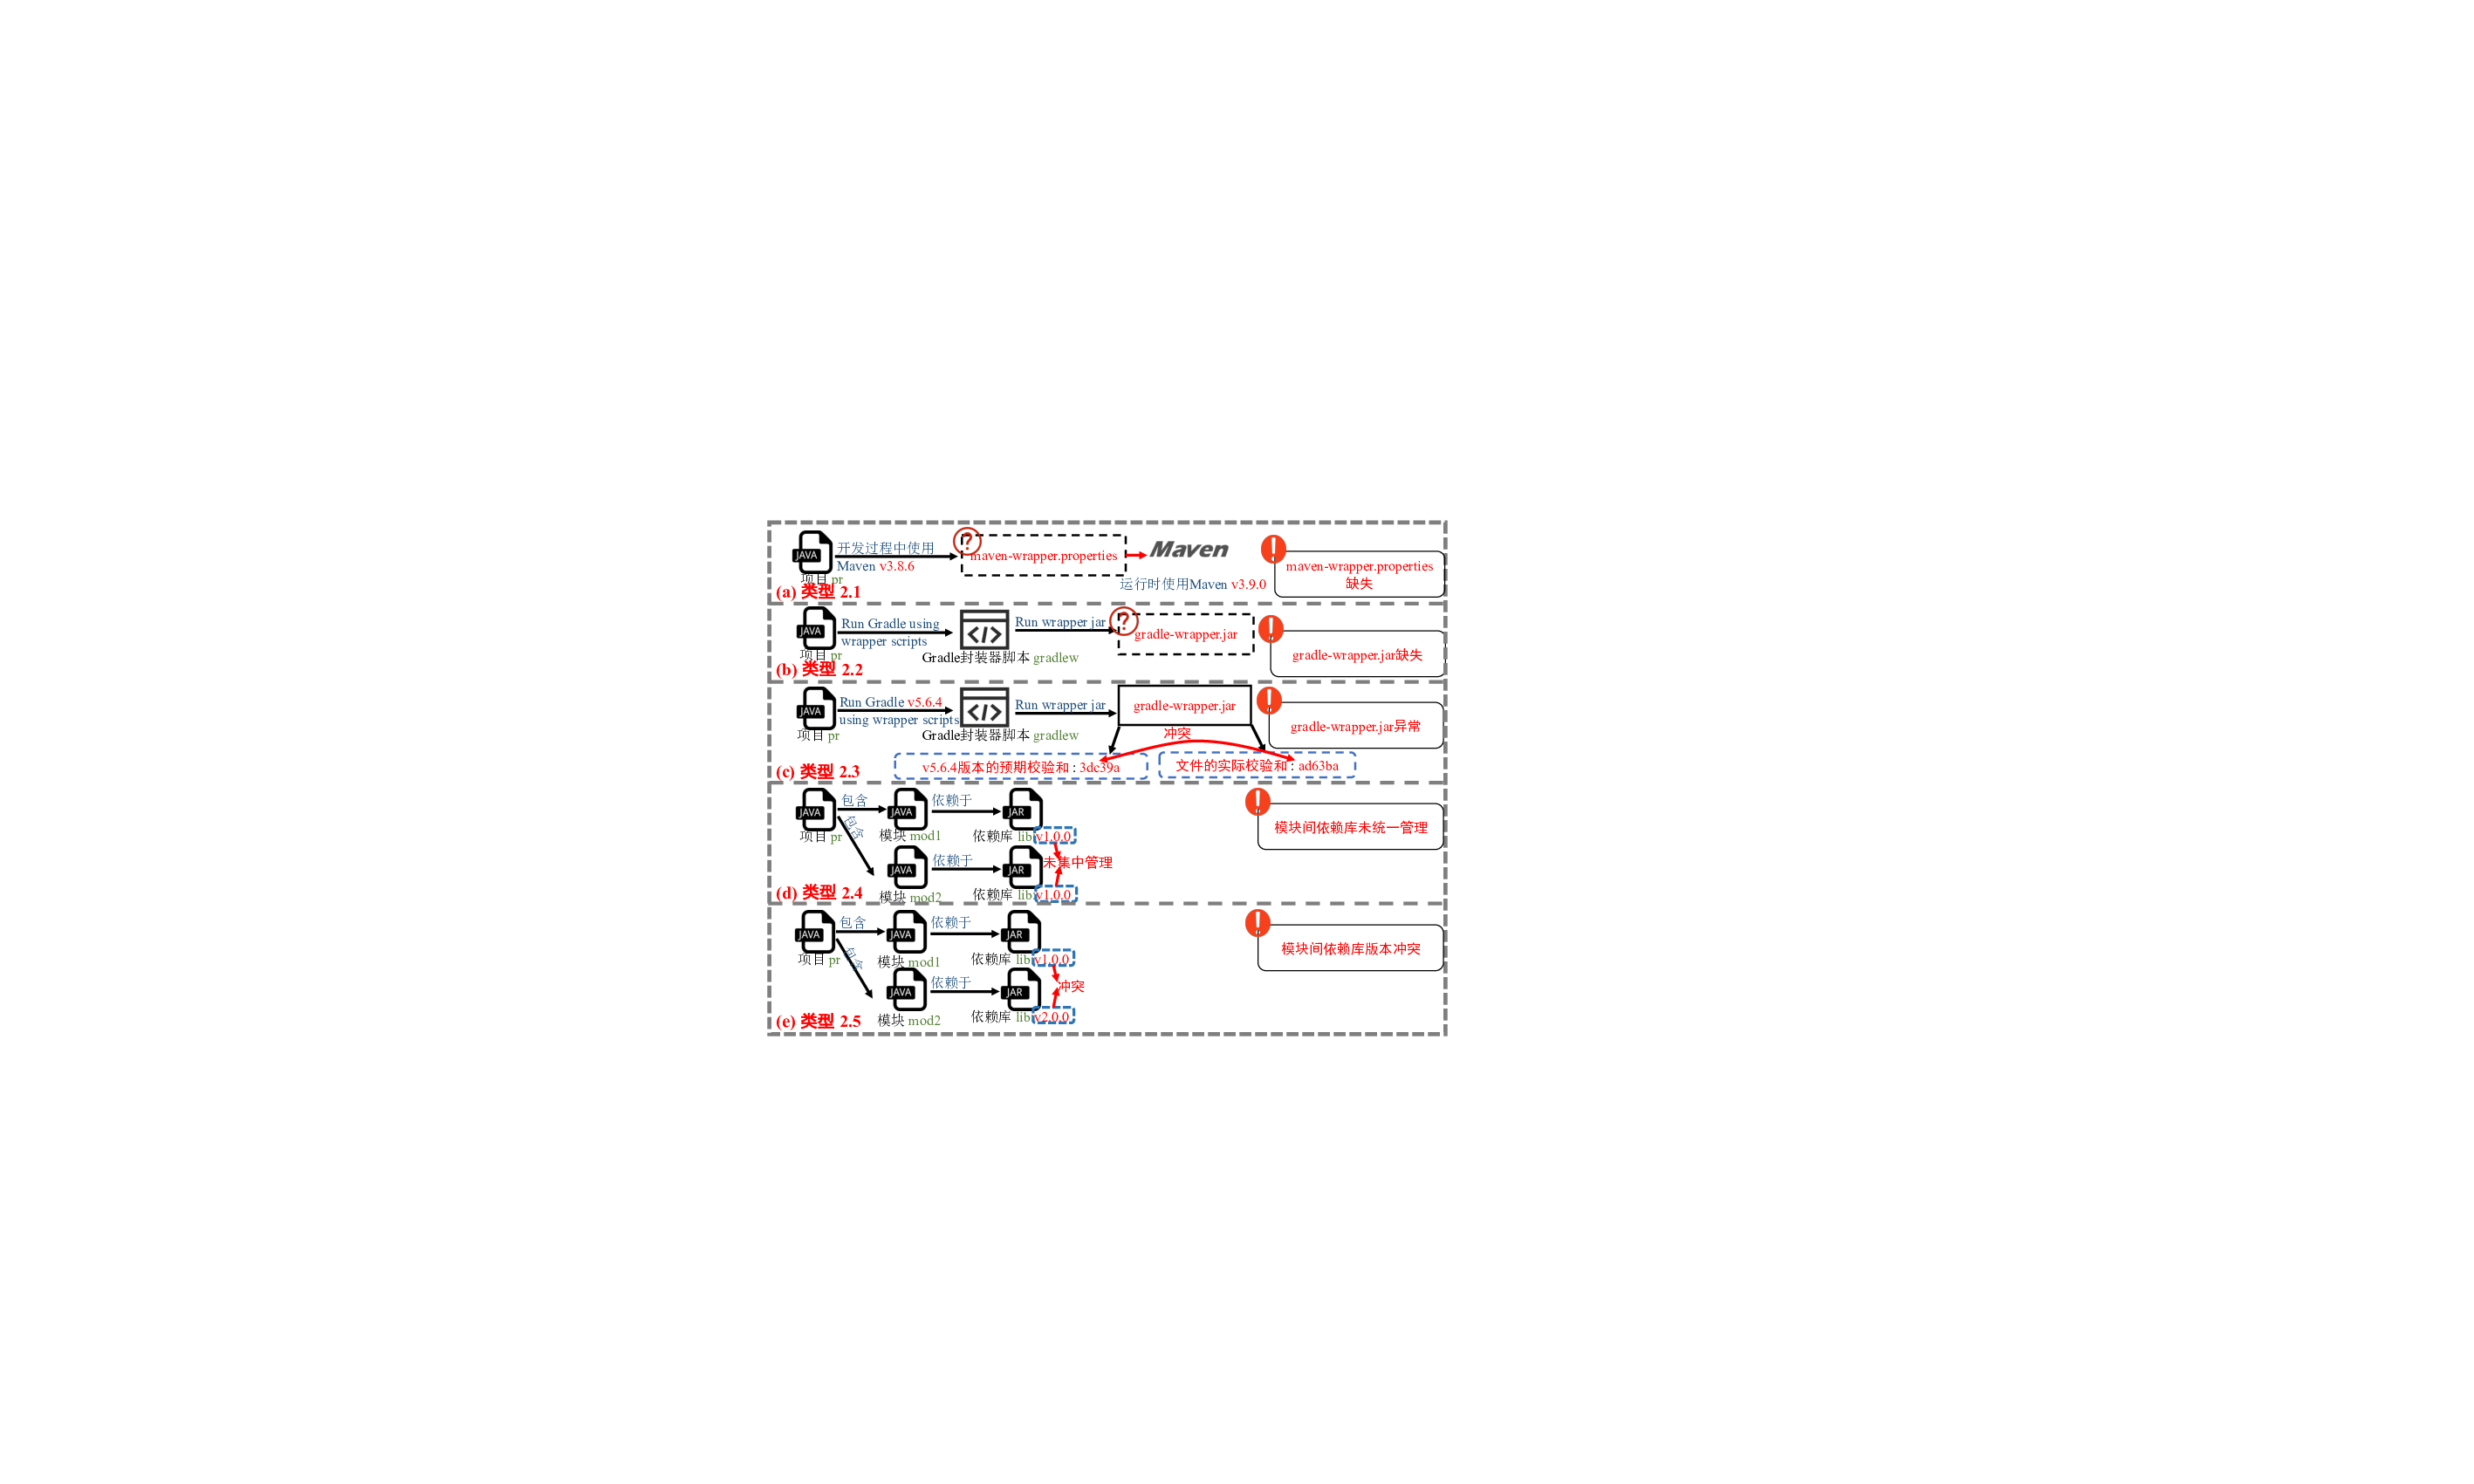 JAVA
开发过程中使用
Maven v3.8.6
项目 pr
?
maven-wrapper.properties
Maven
运行时使用Maven v3.9.0
!
maven-wrapper.properties
缺失
(a) 类型 2.1
JAVA
Run Gradle using
wrapper scripts
项目 pr
</>
Gradle封装器脚本 gradlew
Run wrapper jar
?
gradle-wrapper.jar
!
gradle-wrapper.jar缺失
(b) 类型 2.2
JAVA
Run Gradle v5.6.4
using wrapper scripts
项目 pr
</>
Gradle封装器脚本 gradlew
Run wrapper jar
gradle-wrapper.jar
!
gradle-wrapper.jar异常
冲突
v5.6.4版本的预期校验和 : 3dc39a
文件的实际校验和 : ad63ba
(c) 类型 2.3
JAVA
项目 pr
包含
包含
JAVA
模块 mod1
依赖于
JAR
依赖库 lib v1.0.0
未集中管理
JAVA
模块 mod2
依赖于
JAR
依赖库 lib v1.0.0
!
模块间依赖库未统一管理
(d) 类型 2.4
JAVA
项目 pr
包含
包含
JAVA
模块 mod1
依赖于
JAR
依赖库 lib v1.0.0
冲突
JAVA
模块 mod2
依赖于
JAR
依赖库 lib v2.0.0
!
模块间依赖库版本冲突
(e) 类型 2.5